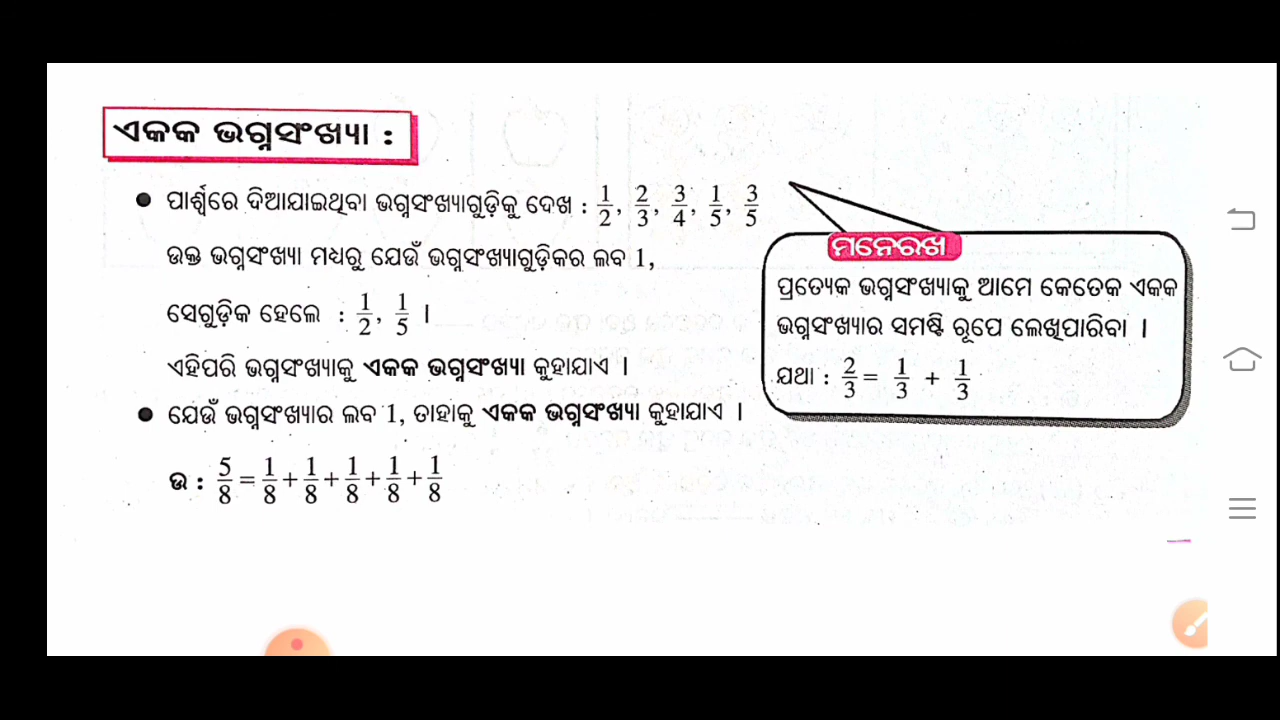 ଏକକ ଭଗ୍ନସଂଖ୍ୟା :
● ପାର୍ଶ୍ୱରେ ଦିଆଯାଇଥିବା ଭଗ୍ନସଂଖ୍ୟାଗୁଡ଼ିକୁ ଦେଖ : 1/2, 2/3, 3/4, 1/5, 3/5
ଉକ୍ତ ଭଗ୍ନସଂଖ୍ୟା ମଧ୍ୟରୁ ଯେଉଁ ଭଗ୍ନସଂଖ୍ୟାଗୁଡ଼ିକର ଲବ 1,
ସେଗୁଡ଼ିକ ହେଲେ : 1/2, 1/5 ।
ଏହିପରି ଭଗ୍ନସଂଖ୍ୟାକୁ ଏକକ ଭଗ୍ନସଂଖ୍ୟା କୁହାଯାଏ ।
● ଯେଉଁ ଭଗ୍ନସଂଖ୍ୟାର ଲବ 1, ତାହାକୁ ଏକକ ଭଗ୍ନସଂଖ୍ୟା କୁହାଯାଏ ।
ଉ : 5/8 = 1/8 + 1/8 + 1/8 + 1/8 + 1/8
ମନେରଖ
ପ୍ରତ୍ୟେକ ଭଗ୍ନସଂଖ୍ୟାକୁ ଆମେ କେତେକ ଏକକ
ଭଗ୍ନସଂଖ୍ୟାର ସମଷ୍ଟି ରୂପେ ଲେଖିପାରିବା ।
ଯଥା : 2/3 = 1/3 + 1/3